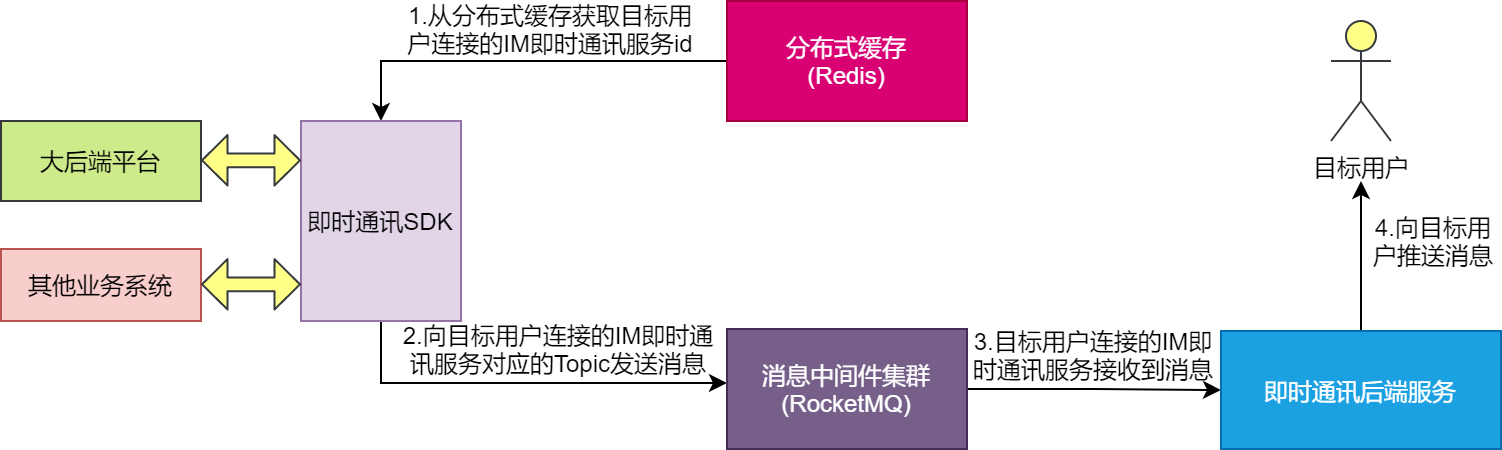 1.从分布式缓存获取目标用
户连接的IM即时通讯服务id
分布式缓存
(Redis)
大后端平台
即时通讯SDK
其他业务系统
目标用户
4.向目标用
户推送消息
2.向目标用户连接的IM即时通
讯服务对应的Topic发送消息
消息中间件集群
(RocketMQ)
3.目标用户连接的IM即
时通讯服务接收到消息
即时通讯后端服务